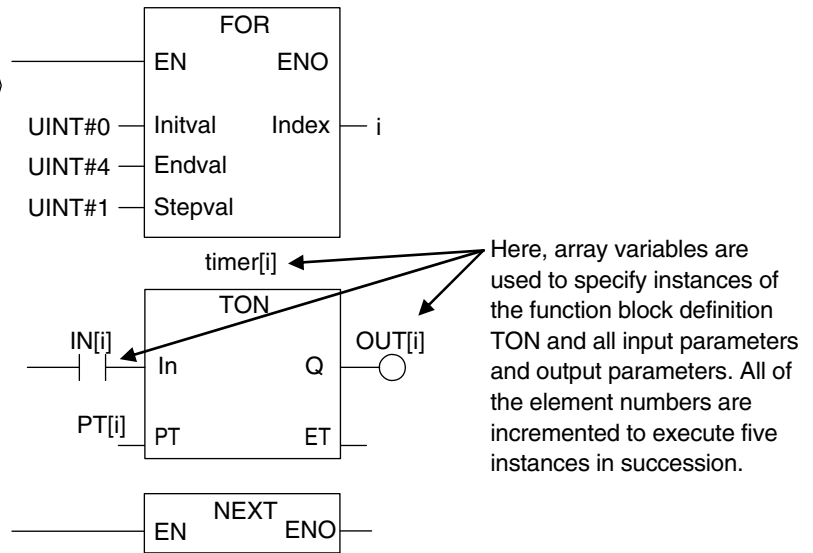 FOR
EN ENO
)
UINT#0 Initval Index i
UINT#4 Endval
UINT#1 Stepval
timer[i]
TON
IN[i] OUT[i]
In Q
PT[i] PT ET
NEXT
EN ENO
Here, array variables are
used to specify instances of
the function block definition
TON and all input parameters
and output parameters. All of
the element numbers are
incremented to execute five
instances in succession.